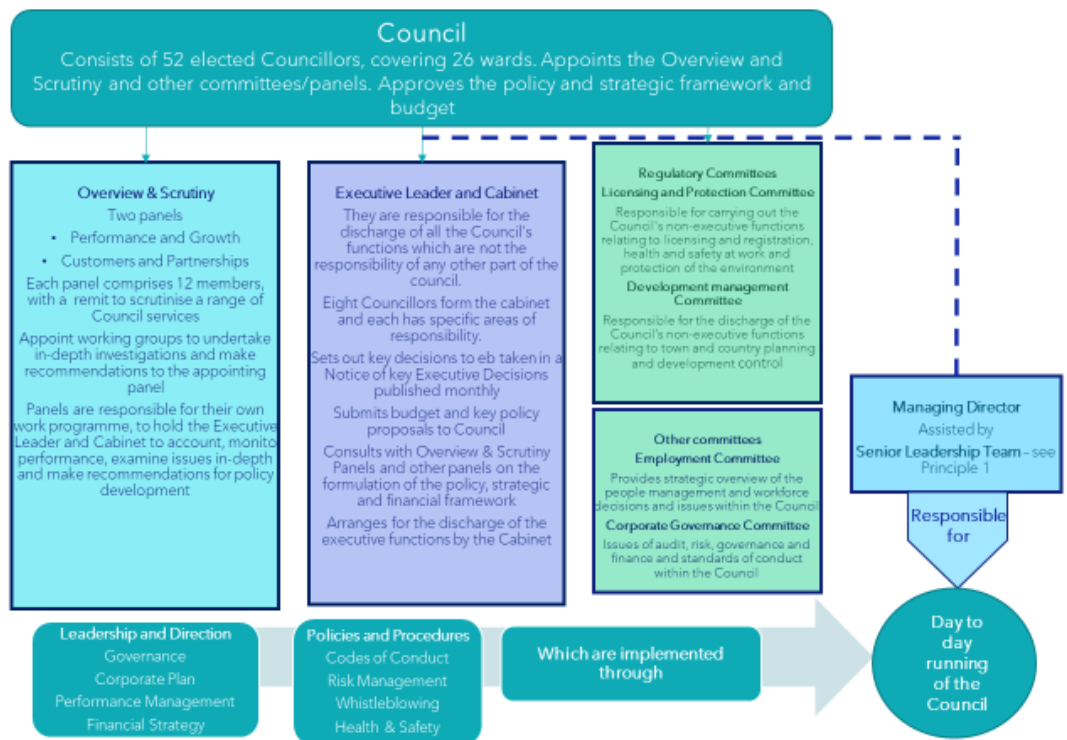 Council
Consists of 52 elected Councillors, covering 26 wards. Appoints the Overview and
Scrutiny and other committees/panels. Approves the policy and strategic framework and
budget
Overview & Scrutiny
Two panels
• Performance and Growth
• Customers and Partnerships
Each panel comprises 12 members,
with a remit to scrutinise a range of
Council services
Appoint working groups to undertake
in-depth investigations and make
recommendations to the appointing
panel
Panels are responsible for their own
work programme, to hold the Executive
Leader and Cabinet to account, monito
performance, examine issues in-depth
and make recommendations for policy
development
Executive Leader and Cabinet
They are responsible for the
discharge of all the Council's
functions which are not the
responsibility of any other part of the
council.
Eight Councillors form the cabinet
and each has specific areas of
responsibility.
Sets out key decisions to eb taken in a
Notice of key Executive Decisions
published monthly
Submits budget and key policy
proposals to Council
Consults with Overview & Scrutiny
Panels and other panels on the
formulation of the policy, strategic
and financial framework
Arranges for the discharge of the
executive functions by the Cabinet
Regulatory Committees
Licensing and Protection Committee
Responsible for carrying out the
Council's non-executive functions
relating to licensing and registration,
health and safety at work and
protection of the environment
Development management
Committee
Responsible for the discharge of the
Council's non-executive functions
relating to town and country planning
and development control
Other committees
Employment Committee
Provides strategic overview of the
people management and workforce
decisions and issues within the Council
Corporate Governance Committee
Issues of audit, risk, governance and
finance and standards of conduct
within the Council
Managing Director
Assisted by
Senior Leadership Team – see
Principle 1
Responsible
for
Day to
day
running
of the
Council
Leadership and Direction
Governance
Corporate Plan
Performance Management
Financial Strategy
Policies and Procedures
Codes of Conduct
Risk Management
Whistleblowing
Health & Safety
Which are implemented
through